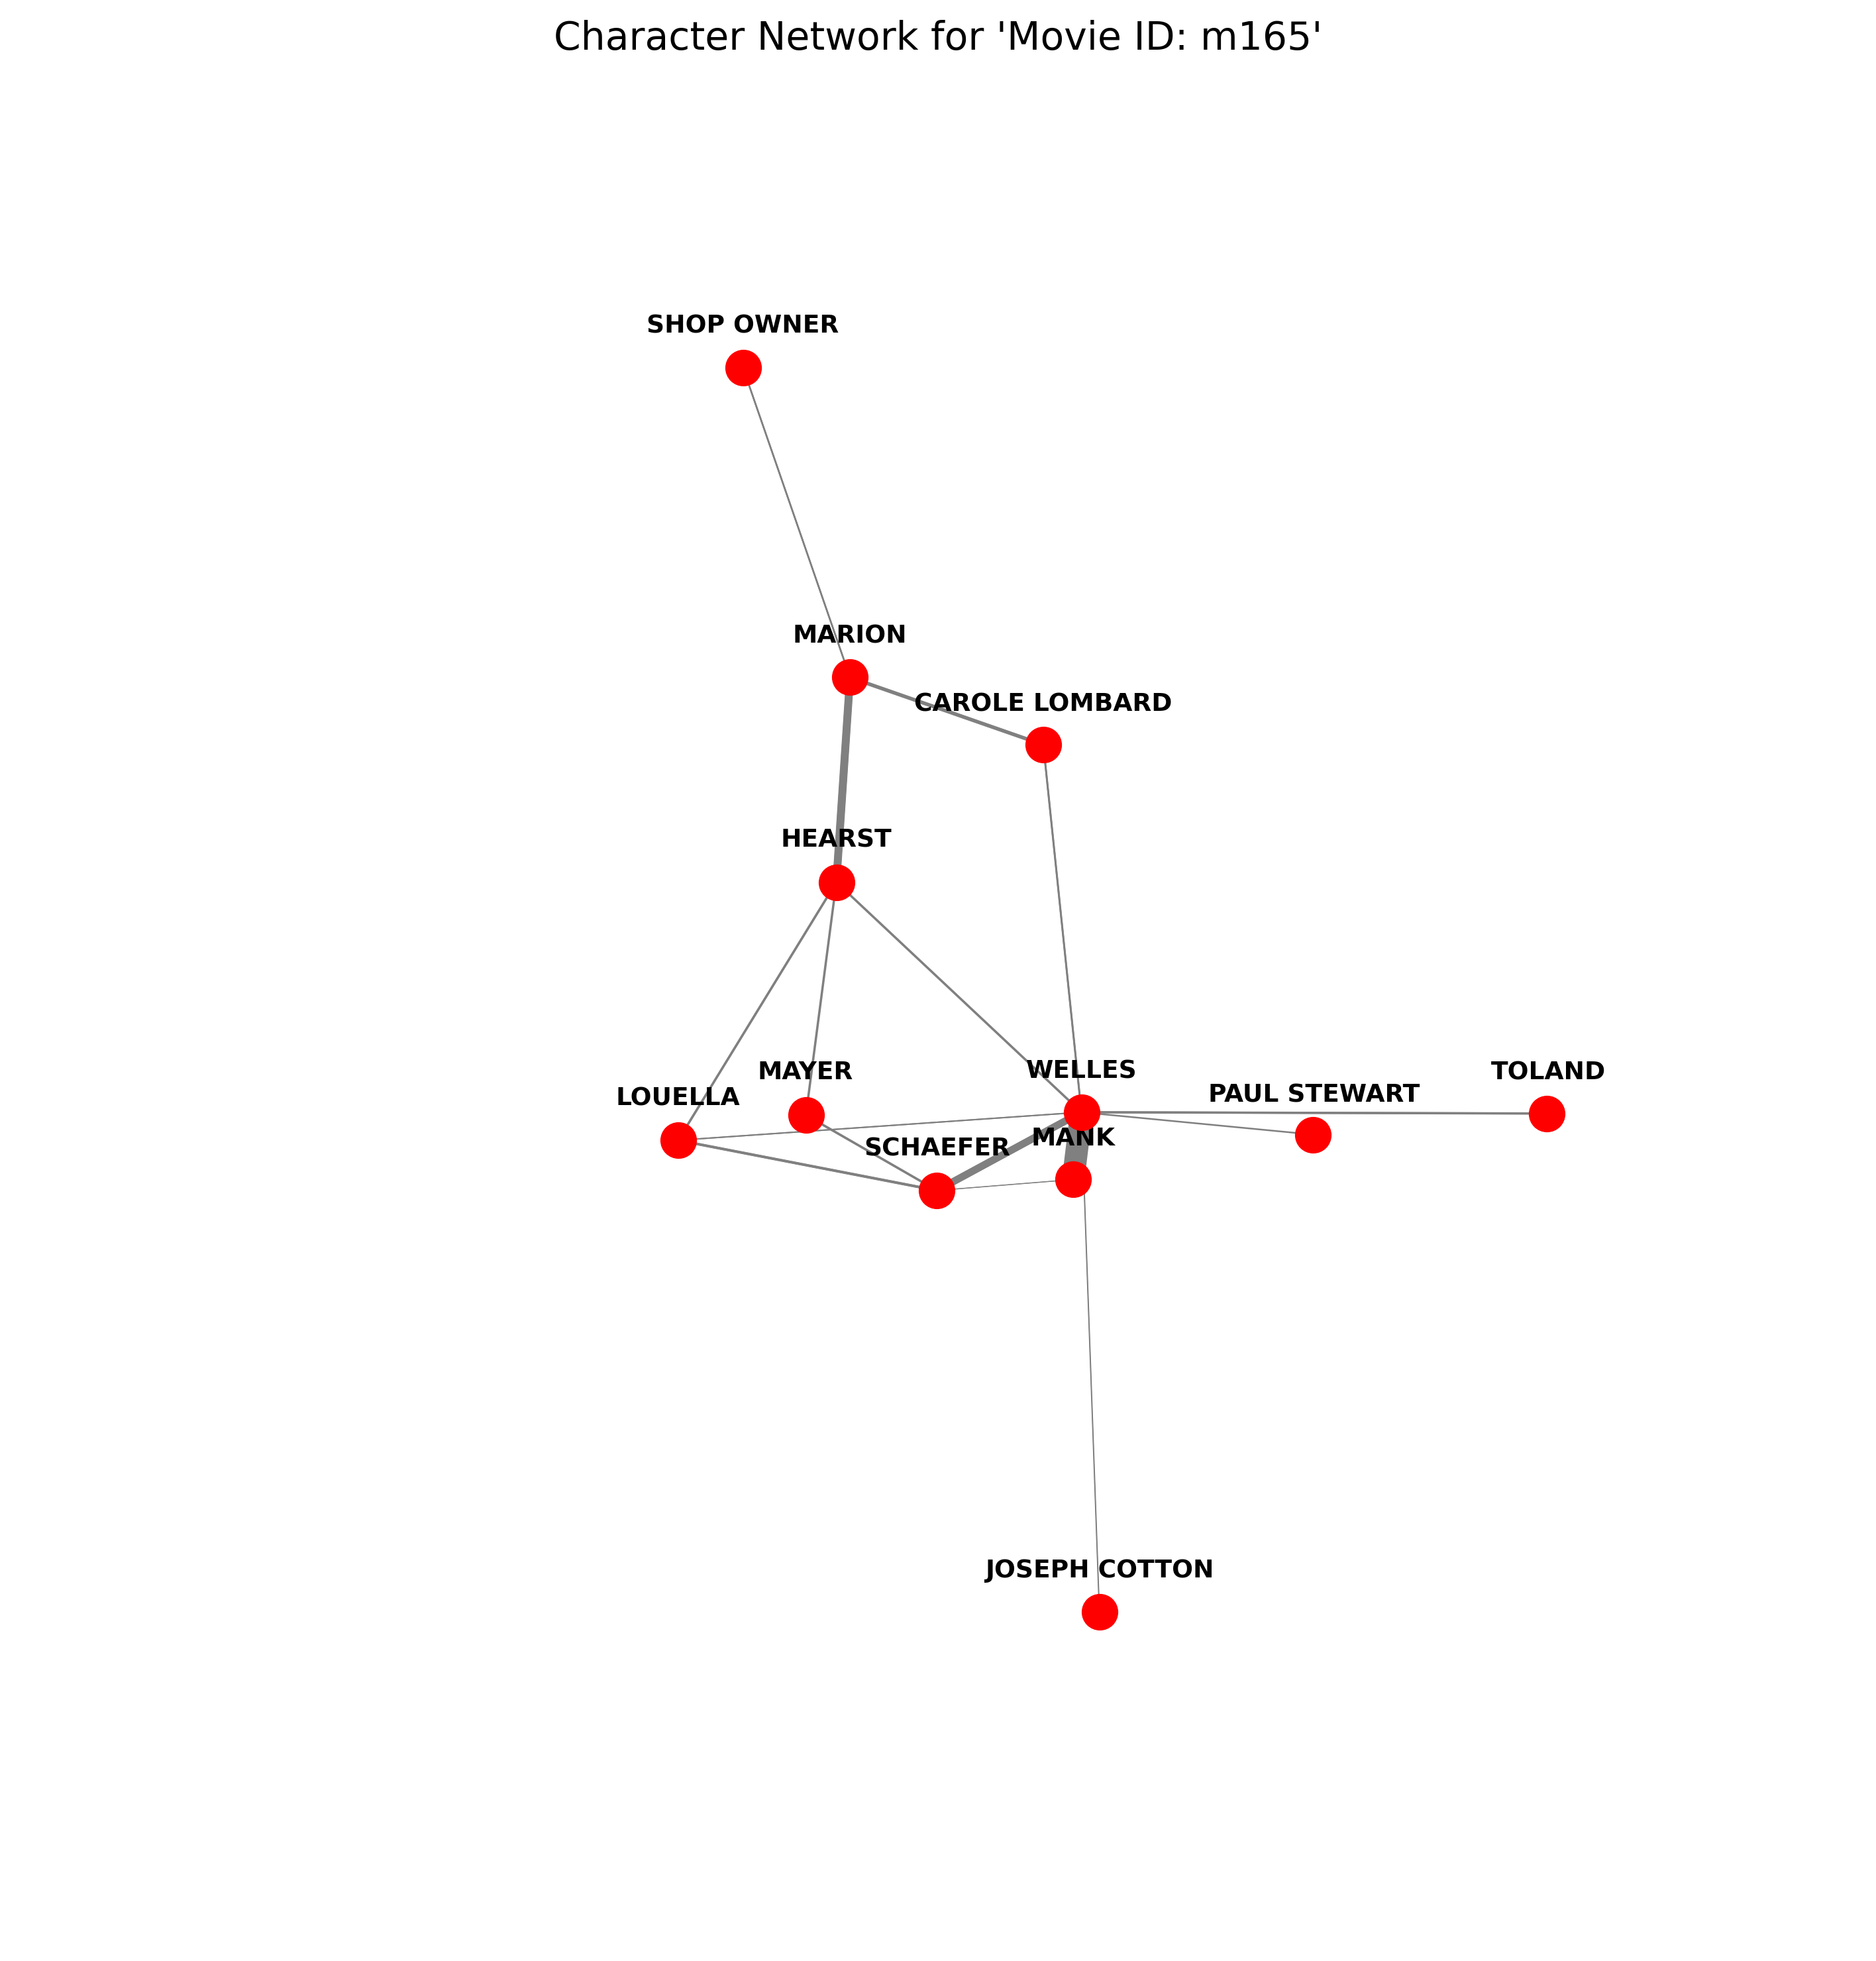 Character Network for 'Movie ID: m165'
SHOP OWNER
MARION
CAROLE LOMBARD
HEARST
WELLES
MAYER
TOLAND
PAUL STEWART
LOUELLA
MANK
SCHAEFER
JOSEPH COTTON